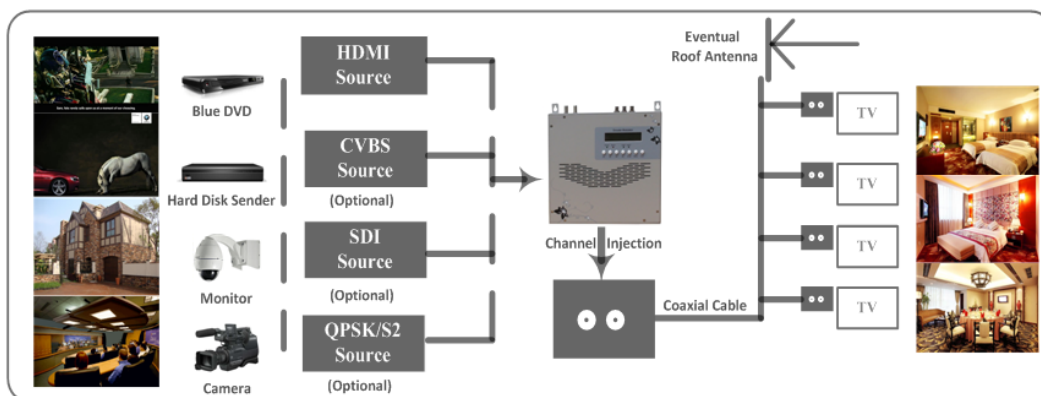 Blue DVD
Hard Disk Sender
Monitor
Camera
HDMI
Source
CVBS
Source
(Optional)
SDI
Source
(Optional)
QPSK/S2
Source
(Optional)
Channel Injection
Coaxial Cable
Eventual
Roof Antenna
TV
TV
TV
TV